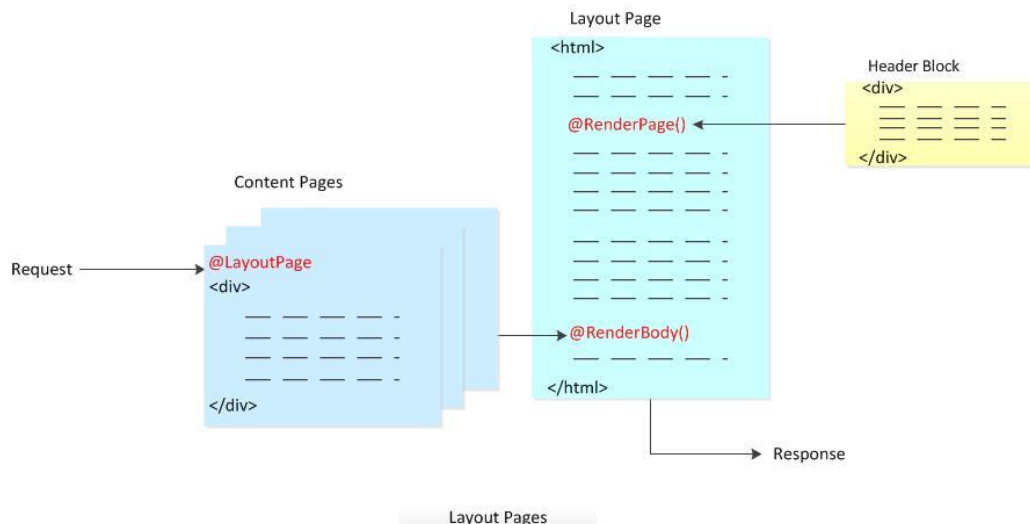 Layout Page
<html>
Header Block
<div>
@RenderPage()
</div>
Content Pages
Request
@LayoutPage
<div>
@RenderBody()
</div>
</html>
Response
Layout Pages